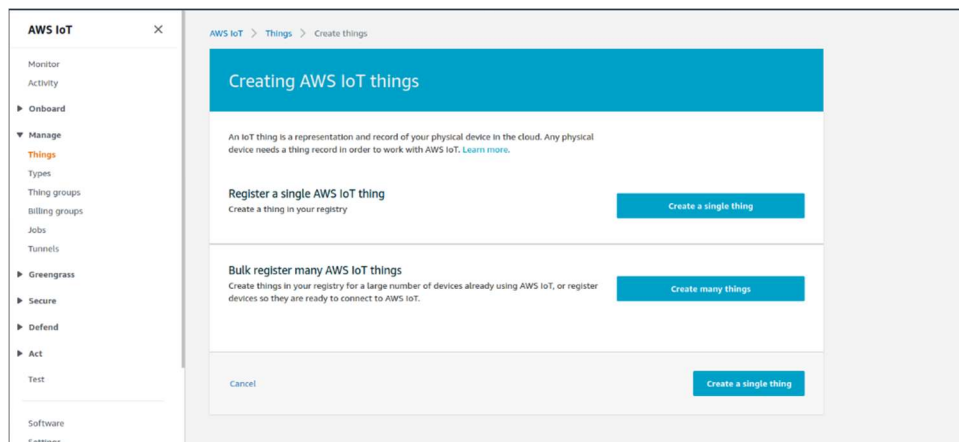 AWS IoT
Monitor
Activity
Onboard
Manage
Things
Types
Thing groups
Billing groups
Jobs
Tunnels
Greengrass
Secure
Defend
Act
Test
Software
Settings
AWS IoT > Things > Create things
Creating AWS IoT things
An IoT thing is a representation and record of your physical device in the cloud. Any physical
device needs a thing record in order to work with AWS IoT. Learn more.
Register a single AWS IoT thing
Create a thing in your registry
Create a single thing
Bulk register many AWS IoT things
Create things in your registry for a large number of devices already using AWS IoT, or register
devices so they are ready to connect to AWS IoT.
Create many things
Cancel
Create a single thing